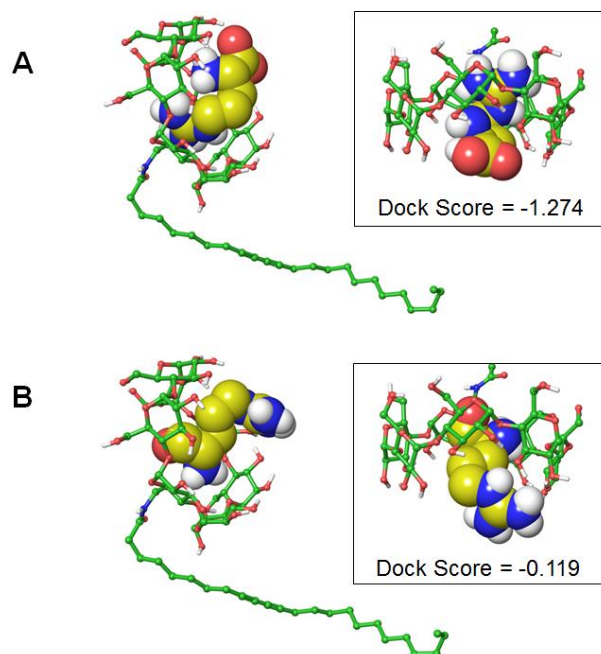 A
Dock Score = -1.274
B
Dock Score = -0.119